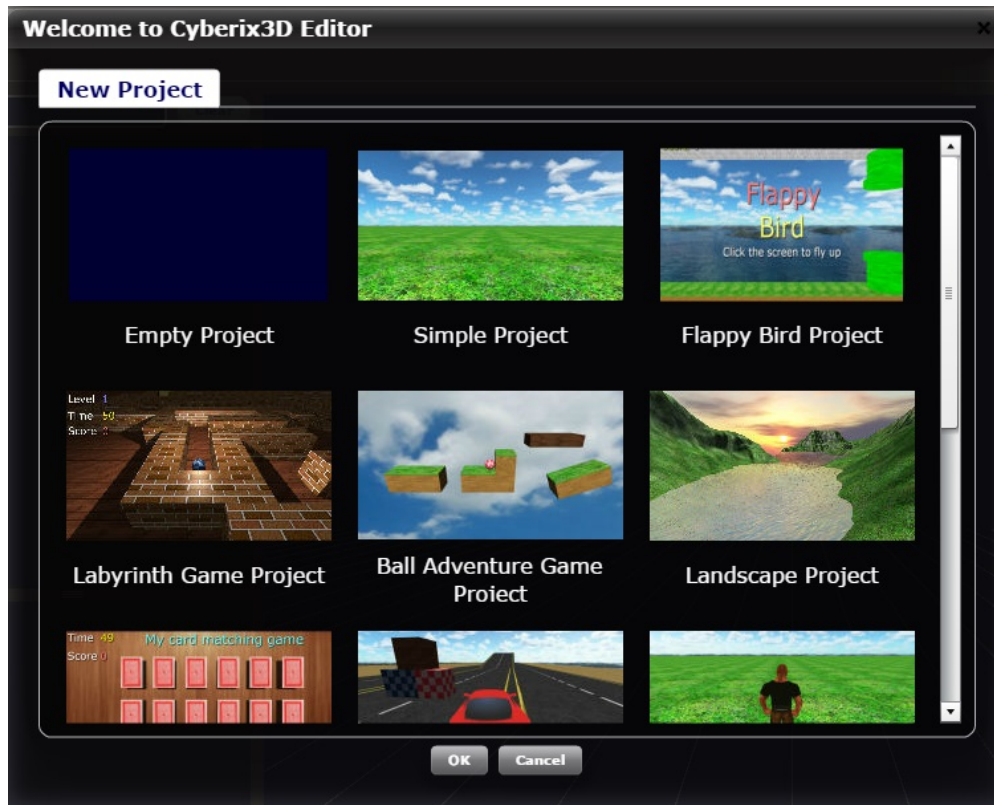 Welcome to Cyberix3D Editor
New Project
Flappy
Bird
Click the screen to fly up
Empty Project
Simple Project
Flappy Bird Project
Level 1
Time 50
Score
Labyrinth Game Project
Ball Adventure Game
Project
Landscape Project
Time 49
My card matching game
Score 0
OK
Cancel